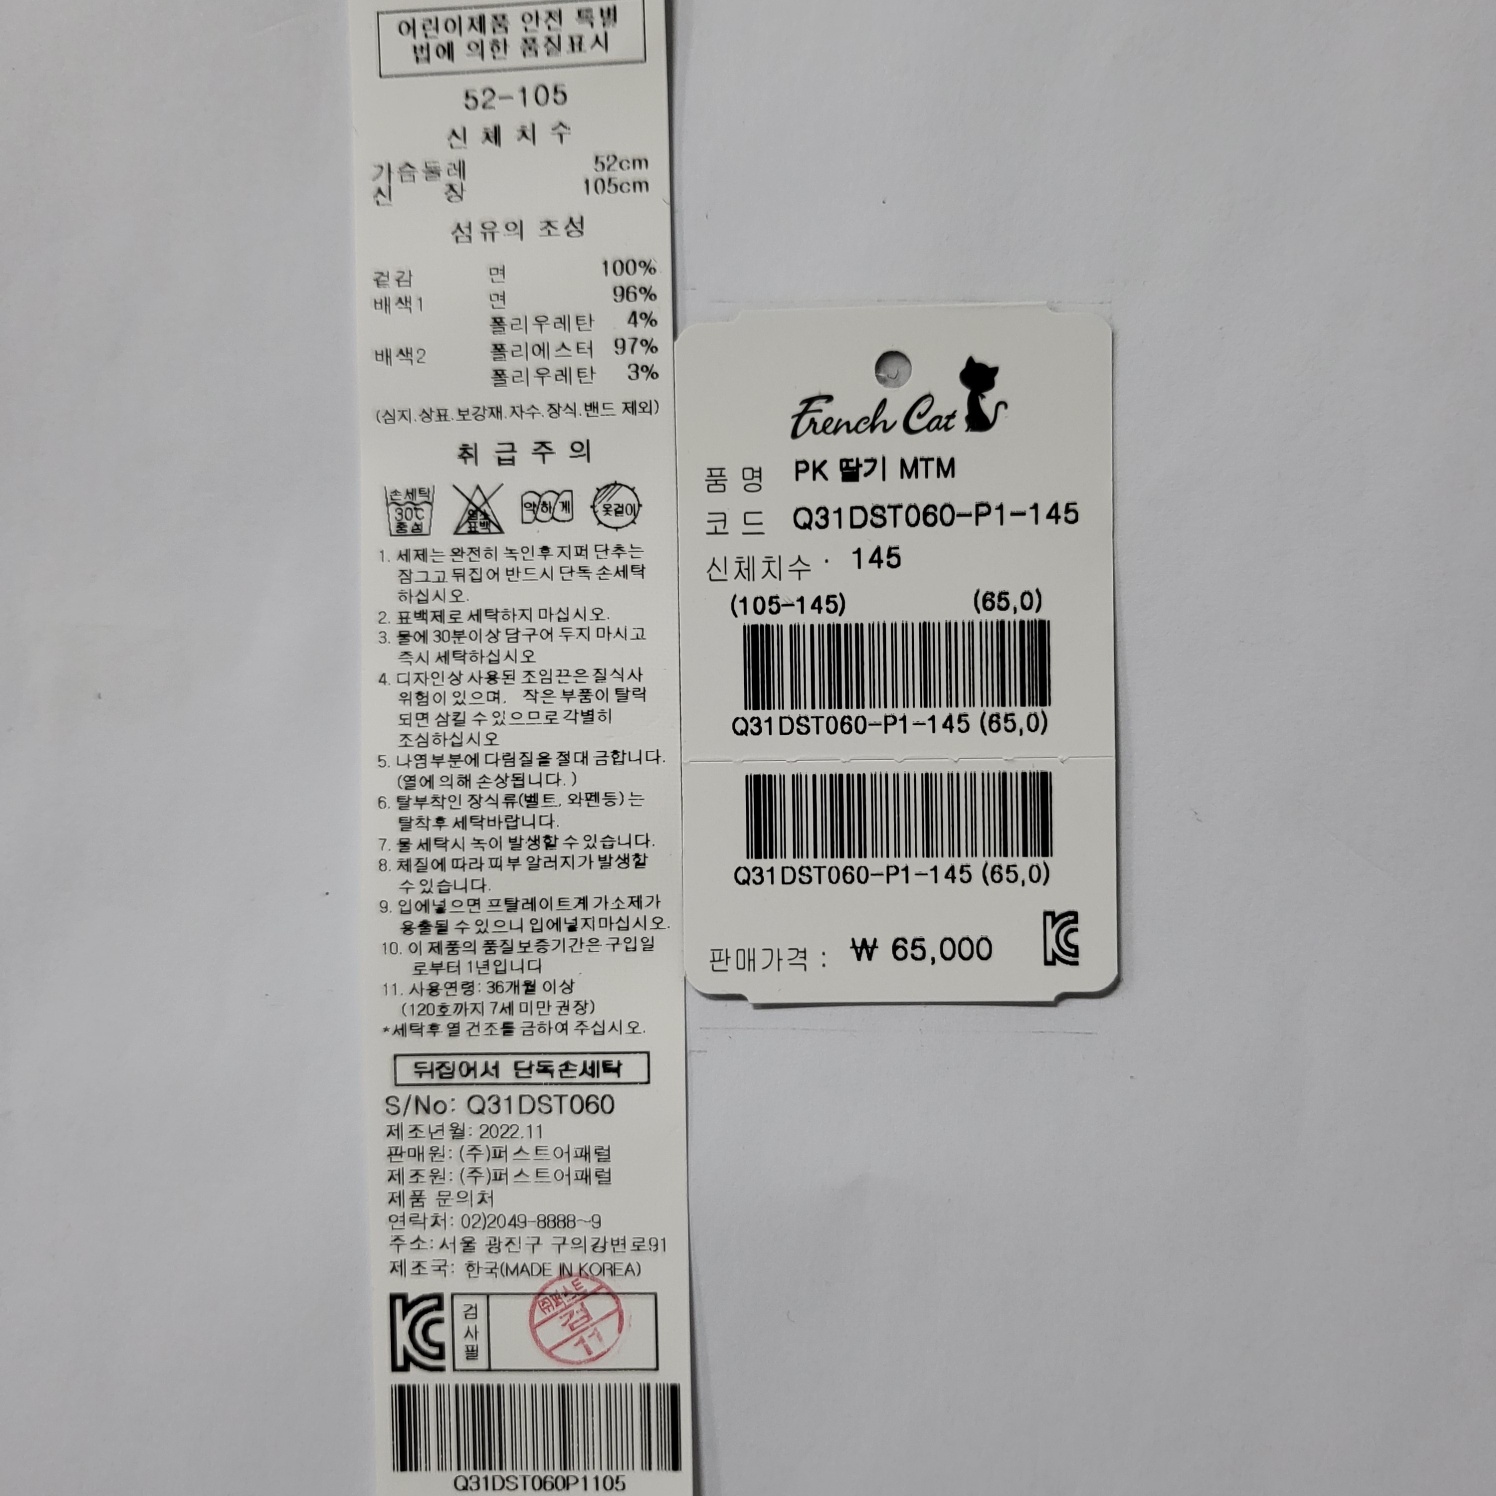 어린이제품 안전 특별
법에 의한 품질표시
52-105
신 체 치 수
가슴둘레 52cm
신 장 105cm
섬유의 조성
겉감 면 100%
배색1 면 96%
폴리우레탄 4%
배색2 폴리에스터 97%
폴리우레탄 3%
(심지.상표.보강재.자수.장식.밴드 제외)
취 급 주 의
손세탁 30℃ 중성 염소 표백 약하게 옷걸이
1. 세제는 완전히 녹인후 지퍼 단추는
잠그고 뒤집어 반드시 단독 손세탁
하십시오.
2. 표백제로 세탁하지 마십시오.
3. 물에 30분이상 담구어 두지 마시고
즉시 세탁하십시오
4. 디자인상 사용된 조임끈은 질식사
위험이 있으며, 작은 부품이 탈락
되면 삼킬 수 있으므로 각별히
조심하십시오
5. 나염부분에 다림질을 절대 금합니다.
(열에 의해 손상됩니다.)
6. 탈부착인 장식류(벨트, 와펜등)는
탈착후 세탁바랍니다.
7. 물 세탁시 녹이 발생할 수 있습니다.
8. 체질에 따라 피부 알러지가 발생할
수 있습니다.
9. 입에넣으면 프탈레이트계 가소제가
용출될 수 있으니 입에넣지마십시오.
10. 이 제품의 품질보증기간은 구입일
로부터 1년입니다
11. 사용연령: 36개월 이상
(120호까지 7세 미만 권장)
*세탁후 열 건조를 금하여 주십시오.
뒤집어서 단독손세탁
S/No: Q31DST060
제조년월: 2022.11
판매원: (주)퍼스트어패럴
제조원: (주)퍼스트어패럴
제품 문의처
연락처: 02)2049-8888~9
주소: 서울 광진구 구의강변로91
제조국: 한국(MADE IN KOREA)
KC 검사필 (주)퍼스트 검 11
Q31DST060P1105
French Cat
품 명 PK 딸기 MTM
코 드 Q31DST060-P1-145
신체치수 · 145
(105-145) (65,0)
Q31DST060-P1-145 (65,0)
Q31DST060-P1-145 (65,0)
판매가격 : ₩ 65,000 KC